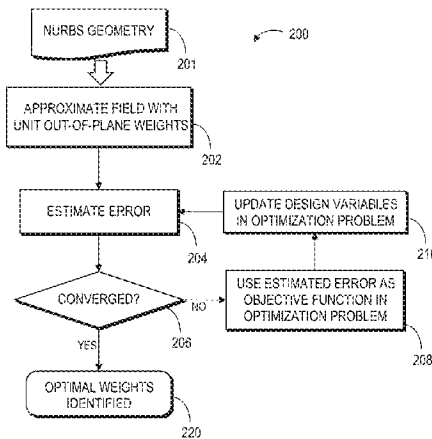 NURBS GEOMETRY
201
200
APPROXIMATE FIELD WITH
UNIT OUT-OF-PLANE WEIGHTS
202
ESTIMATE ERROR
204
UPDATE DESIGN VARIABLES
IN OPTIMIZATION PROBLEM
210
CONVERGED?
206
NO
USE ESTIMATED ERROR AS
OBJECTIVE FUNCTION IN
OPTIMIZATION PROBLEM
208
YES
OPTIMAL WEIGHTS
IDENTIFIED
220